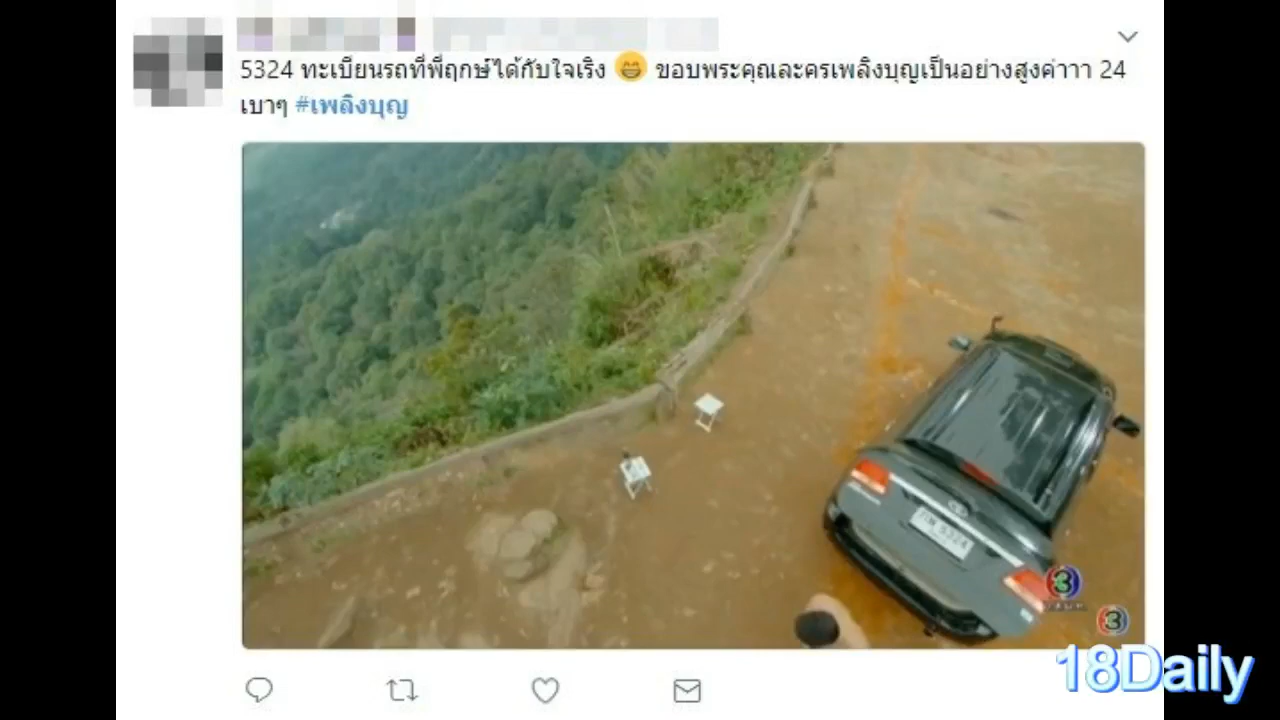 5324 ทะเบียนรถที่พี่ฤกษ์ได้กับใจเริง 😄 ขอบพระคุณละครเพลิงบุญเป็นอย่างสูงค่าาา 24
เบาๆ #เพลิงบุญ
5324
3
3
18Daily